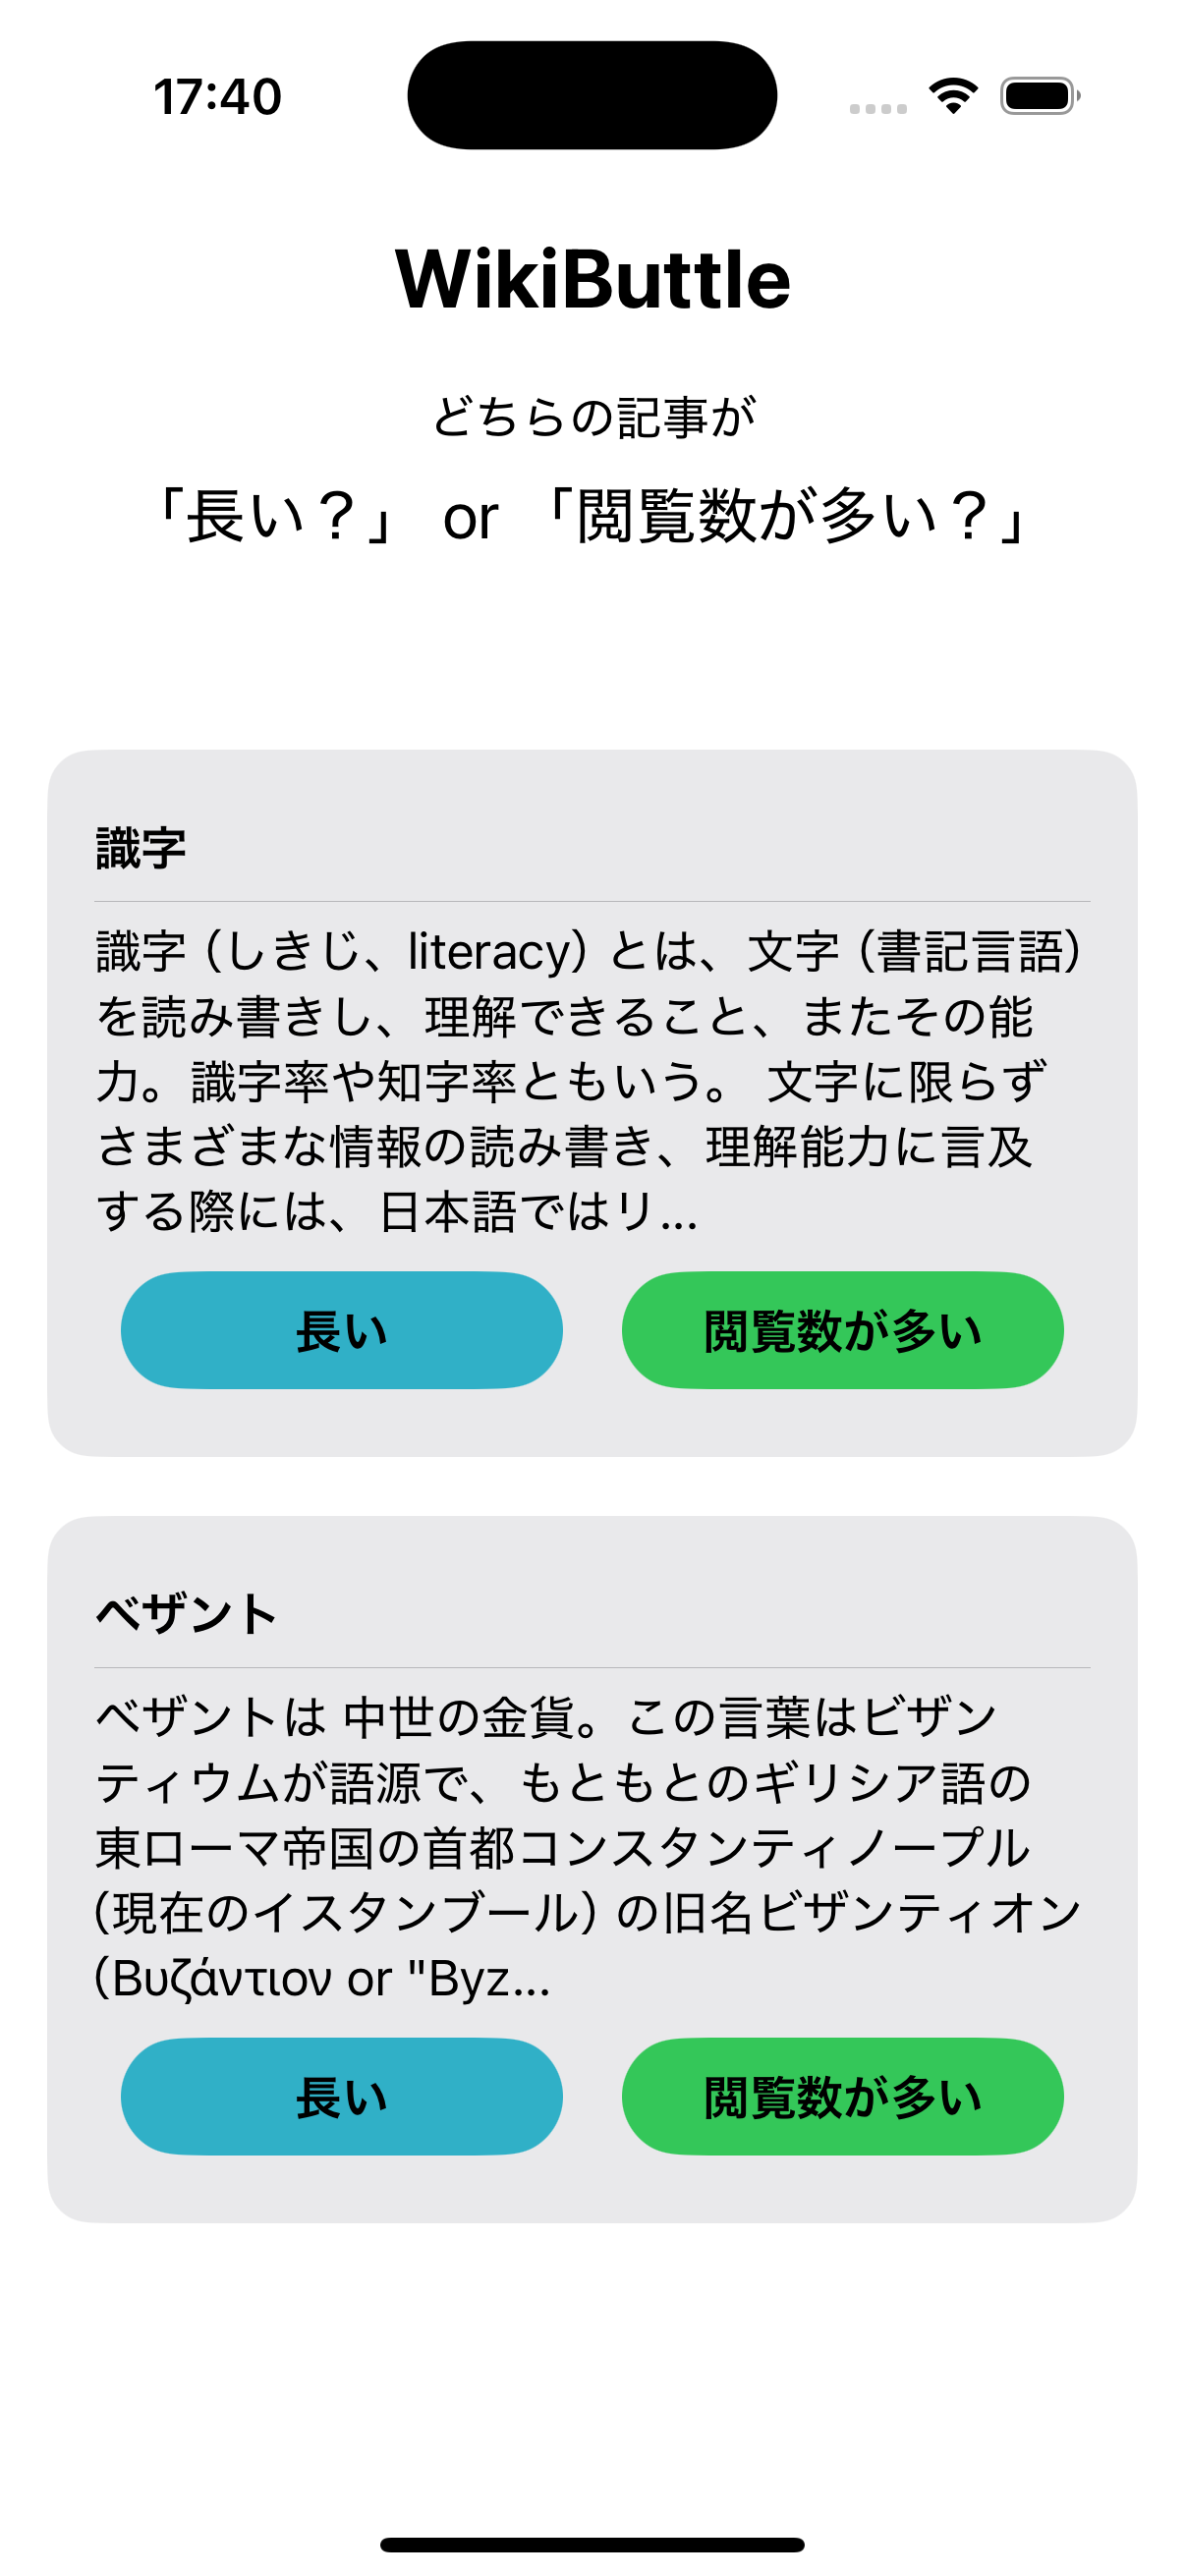 17:40
WikiButtle
どちらの記事が
「長い？」 or 「閲覧数が多い？」
識字
識字（しきじ、literacy）とは、文字（書記言語）
を読み書きし、理解できること、またその能
力。識字率や知字率ともいう。 文字に限らず
さまざまな情報の読み書き、理解能力に言及
する際には、日本語ではリ...
長い 閲覧数が多い
ベザント
ベザントは 中世の金貨。この言葉はビザン
ティウムが語源で、もともとのギリシア語の
東ローマ帝国の首都コンスタンティノープル
（現在のイスタンブール）の旧名ビザンティオン
（Βυζάντιον or "Byz...
長い 閲覧数が多い